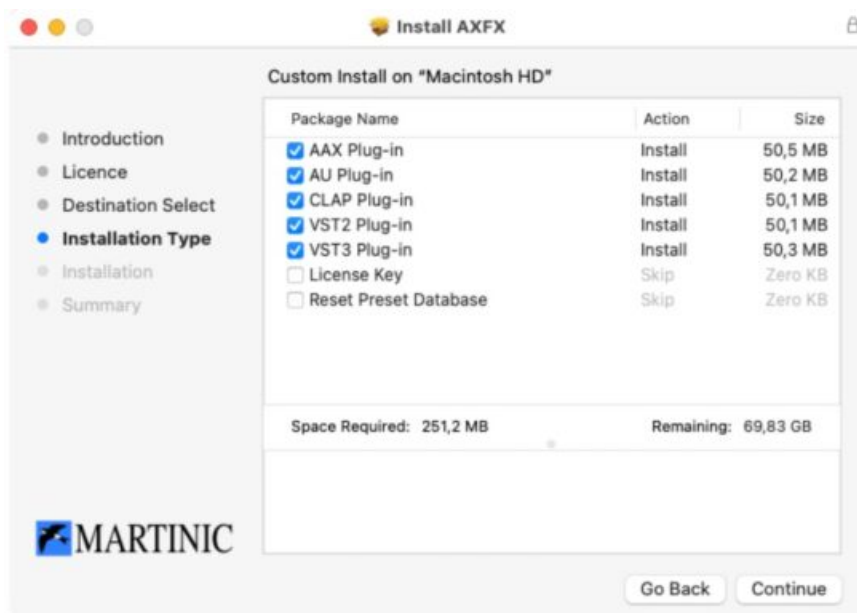 Install AXFX
Custom Install on “Macintosh HD”
Introduction
Licence
Destination Select
Installation Type
Installation
Summary
Package Name Action Size
AAX Plug-in Install 50,5 MB
AU Plug-in Install 50,2 MB
CLAP Plug-in Install 50,1 MB
VST2 Plug-in Install 50,1 MB
VST3 Plug-in Install 50,3 MB
License Key Skip Zero KB
Reset Preset Database Skip Zero KB
Space Required: 251,2 MB Remaining: 69,83 GB
MARTINIC
Go Back Continue